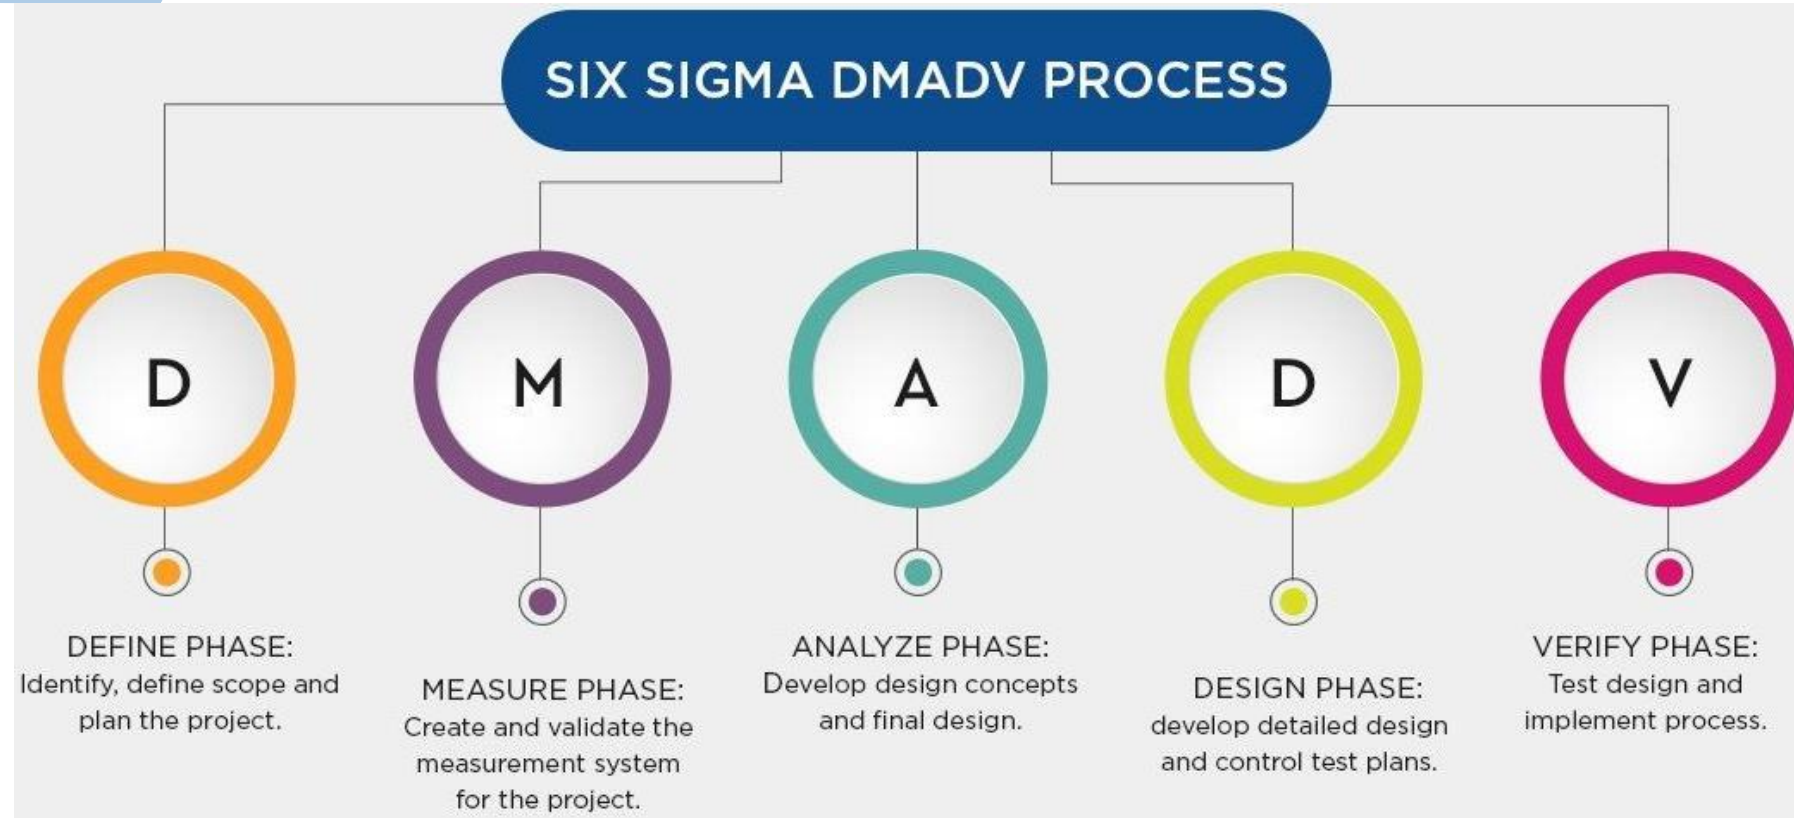 SIX SIGMA DMADV PROCESS
D
M
A
D
V
DEFINE PHASE:
Identify, define scope and
plan the project.
MEASURE PHASE:
Create and validate the
measurement system
for the project.
ANALYZE PHASE:
Develop design concepts
and final design.
DESIGN PHASE:
develop detailed design
and control test plans.
VERIFY PHASE:
Test design and
implement process.